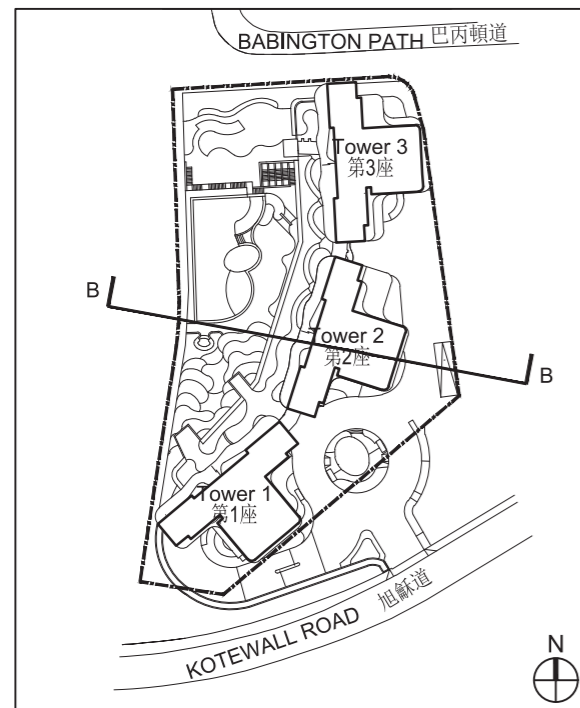 BABINGTON PATH 巴丙頓道
Tower 3
第3座
B
Tower 2
第2座
B
Tower 1
第1座
KOTEWALL ROAD 旭龢道
N